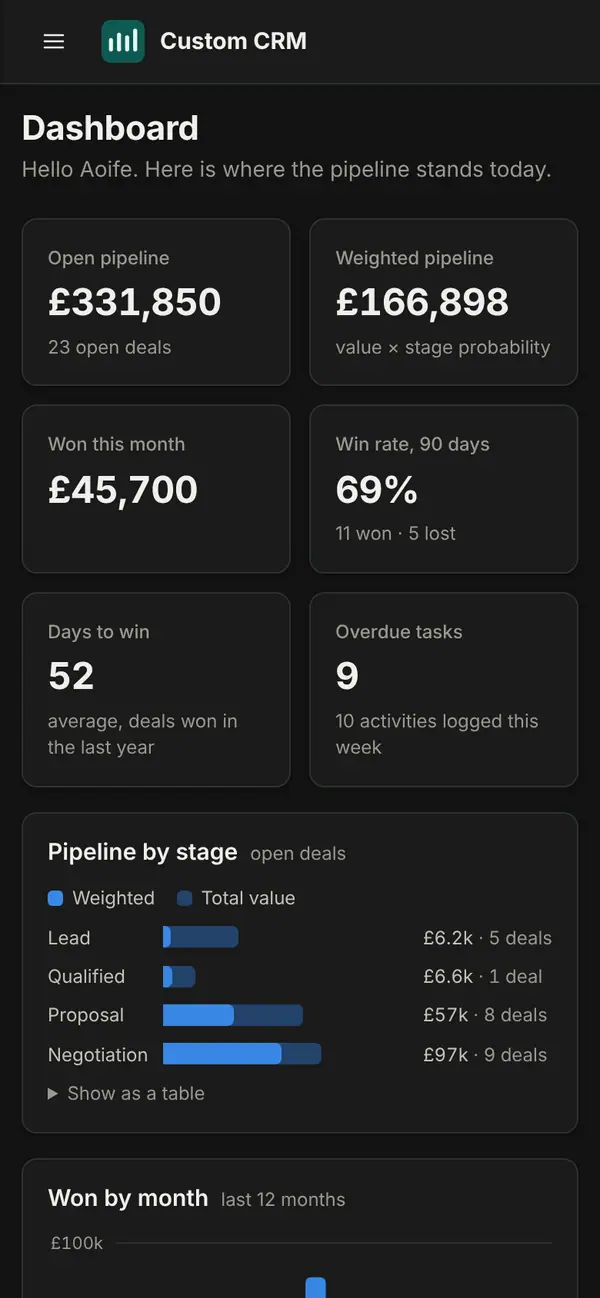 Custom CRM
Dashboard
Hello Aoife. Here is where the pipeline stands today.
Open pipeline
£331,850
23 open deals
Weighted pipeline
£166,898
value × stage probability
Won this month
£45,700
Win rate, 90 days
69%
11 won · 5 lost
Days to win
52
average, deals won in
the last year
Overdue tasks
9
10 activities logged this
week
Pipeline by stage open deals
Weighted Total value
Lead £6.2k · 5 deals
Qualified £6.6k · 1 deal
Proposal £57k · 8 deals
Negotiation £97k · 9 deals
Show as a table
Won by month last 12 months
£100k